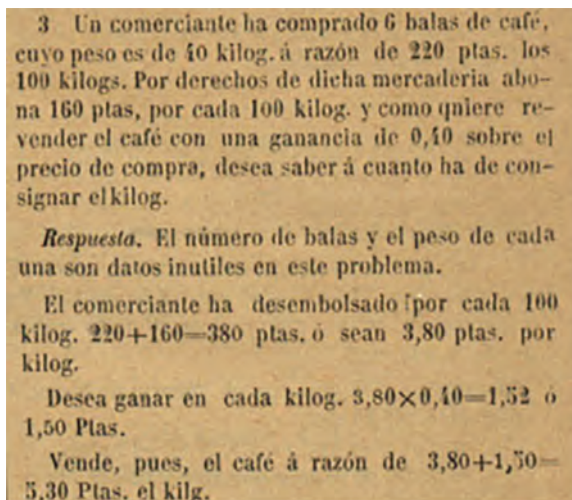 3 Un comerciante ha comprado 6 balas de café,
cuyo peso es de 40 kilog. á razón de 220 ptas. los
100 kilogs. Por derechos de dicha mercaderia abo-
na 160 ptas, por cada 100 kilog. y como quiere re-
vender el café con una ganancia de 0,40 sobre el
precio de compra, desea saber á cuanto ha de con-
signar el kilog.
Respuesta. El número de balas y el peso de cada
una son datos inutiles en este problema.
El comerciante ha desembolsado por cada 100
kilog. 220+160=380 ptas. ó sean 3,80 ptas. por
kilog.
Desea ganar en cada kilog. 3,80×0,40=1,52 ó
1,50 Ptas.
Vende, pues, el café á razón de 3,80+1,50=
5,30 Ptas. el kilg.